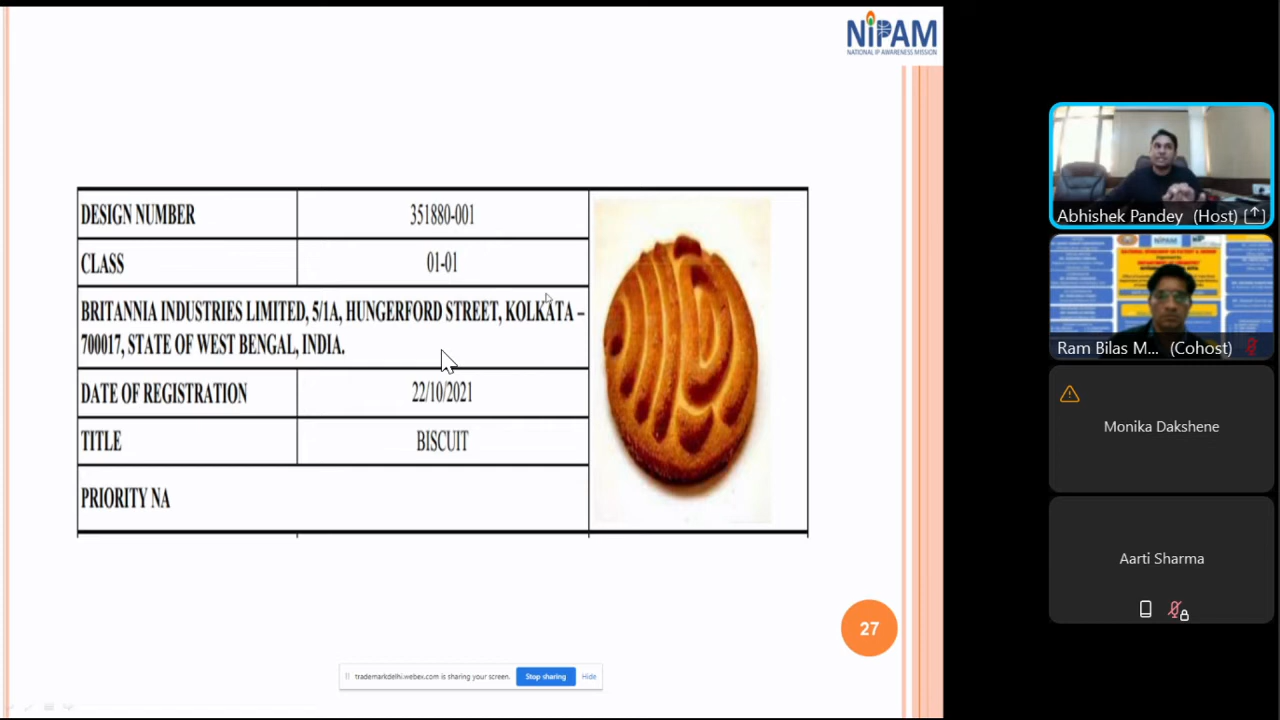 NiPAM
NATIONAL IP AWARENESS MISSION
DESIGN NUMBER 351880-001
CLASS 01-01
BRITANNIA INDUSTRIES LIMITED, 5/1A, HUNGERFORD STREET, KOLKATA –
700017, STATE OF WEST BENGAL, INDIA.
DATE OF REGISTRATION 22/10/2021
TITLE BISCUIT
PRIORITY NA
27
trademarkdelhi.webex.com is sharing your screen. Stop sharing Hide
Abhishek Pandey (Host)
NIPAM
Ram Bilas M... (Cohost)
Monika Dakshene
Aarti Sharma